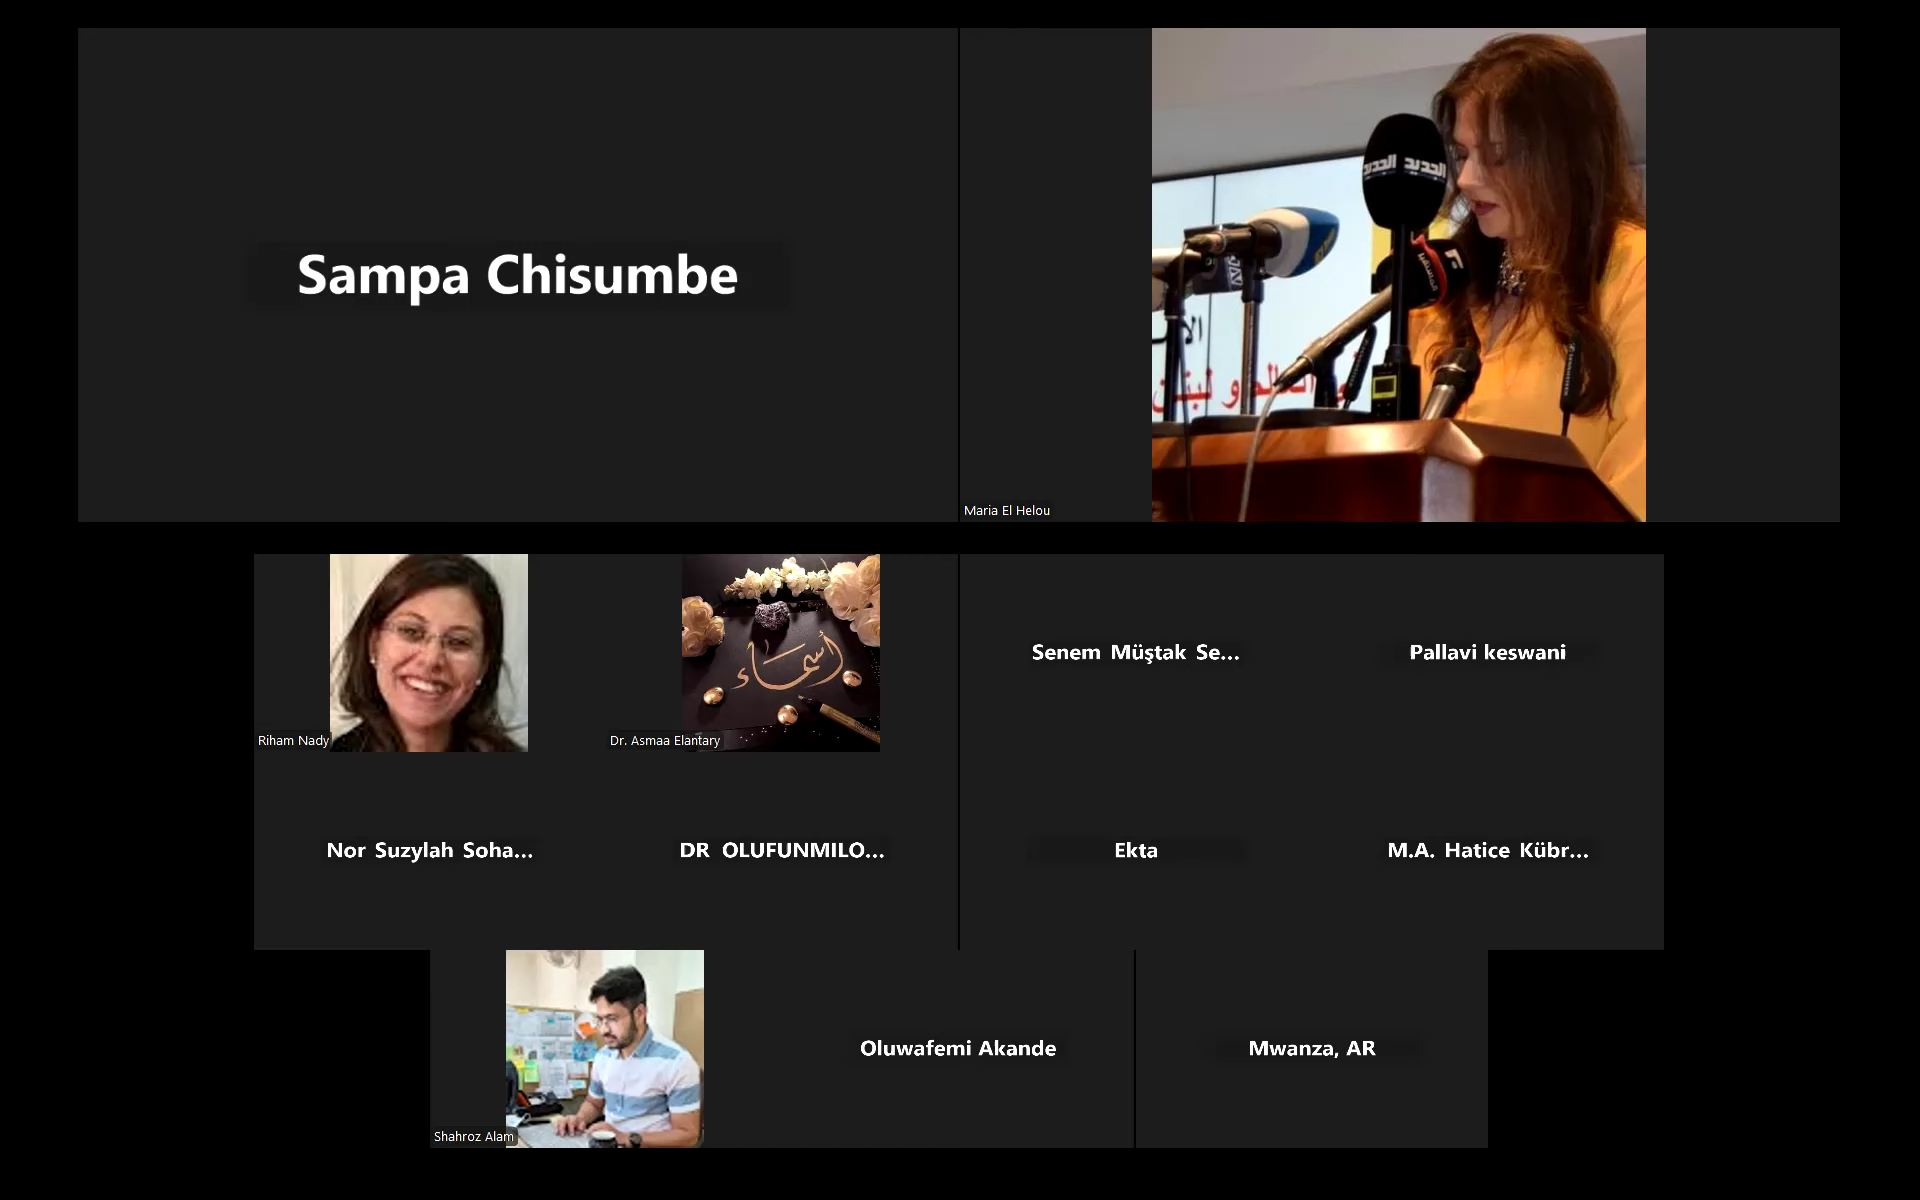 Sampa Chisumbe
الجديد الجديد
Maria El Helou
Riham Nady
أسماء
Dr. Asmaa Elantary
Senem Müştak Se...
Pallavi keswani
Nor Suzylah Soha...
DR OLUFUNMILO...
Ekta
M.A. Hatice Kübr...
Shahroz Alam
Oluwafemi Akande
Mwanza, AR